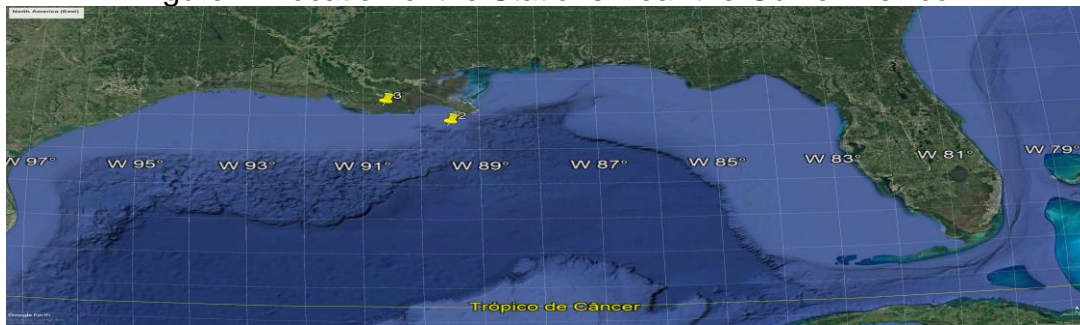 North America (East)
3
2
W 97° W 95° W 93° W 91° W 89° W 87° W 85° W 83° W 81° W 79°
Trópico de Câncer
Google Earth